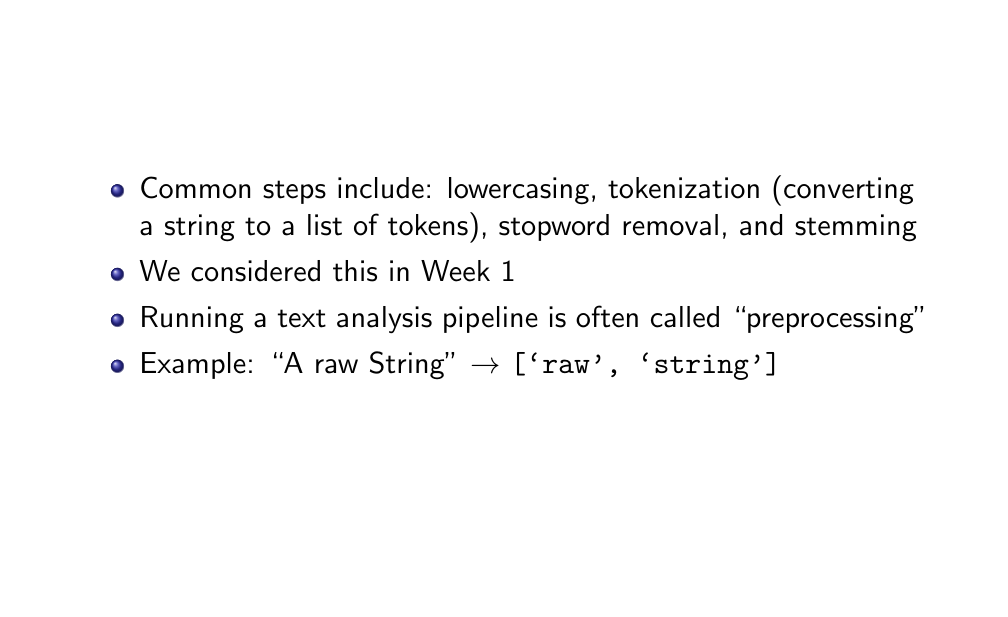 Common steps include: lowercasing, tokenization (converting
a string to a list of tokens), stopword removal, and stemming
We considered this in Week 1
Running a text analysis pipeline is often called “preprocessing”
Example: “A raw String” → [‘raw’, ‘string’]